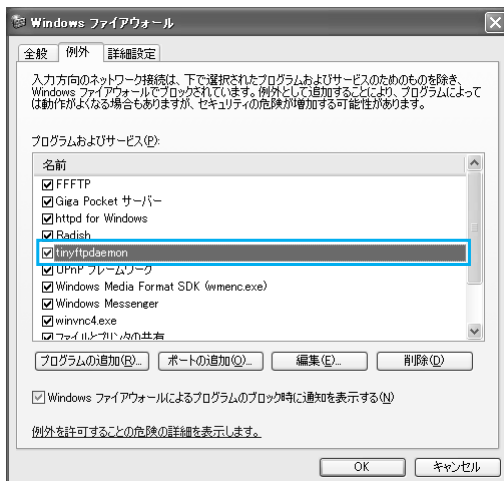 Windows ファイアウォール
全般 例外 詳細設定
入力方向のネットワーク接続は、下で選択されたプログラムおよびサービスのためのものを除き、
Windows ファイアウォールでブロックされています。例外として追加することにより、プログラムによって
は動作がよくなる場合もありますが、セキュリティの危険が増加する可能性があります。
プログラムおよびサービス(P):
名前
FFFTP
Giga Pocket サーバー
httpd for Windows
Radish
tinyftpdaemon
UPnP フレームワーク
Windows Media Format SDK (wmenc.exe)
Windows Messenger
winvnc4.exe
ファイルとプリンタの共有
プログラムの追加(R)... ポートの追加(O)... 編集(E)... 削除(D)
Windows ファイアウォールによるプログラムのブロック時に通知を表示する(N)
例外を許可することの危険の詳細を表示します。
OK キャンセル